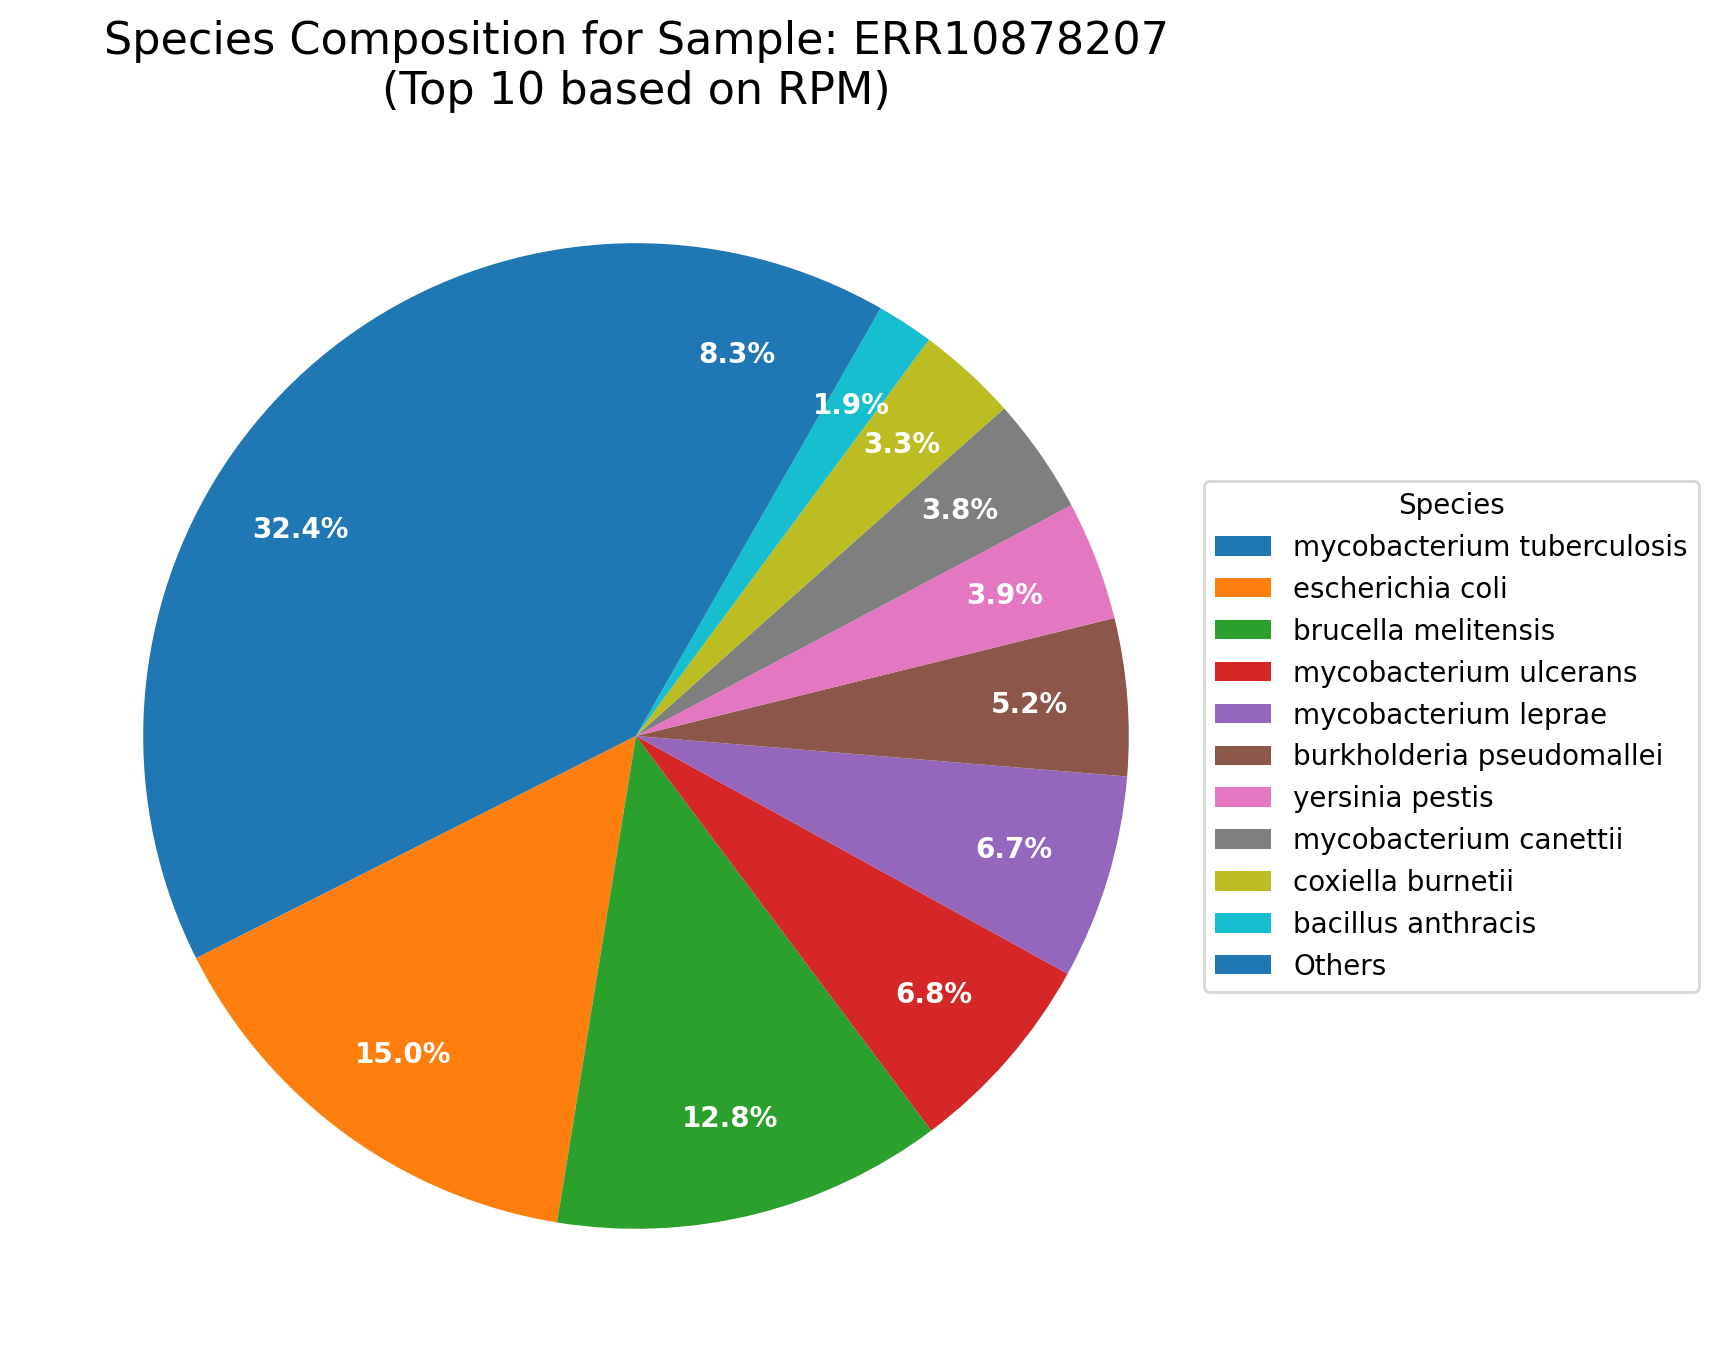 Species Composition for Sample: ERR10878207
(Top 10 based on RPM)
8.3%
1.9%
3.3%
3.8%
32.4%
3.9%
5.2%
6.7%
6.8%
15.0%
12.8%
Species
mycobacterium tuberculosis
escherichia coli
brucella melitensis
mycobacterium ulcerans
mycobacterium leprae
burkholderia pseudomallei
yersinia pestis
mycobacterium canettii
coxiella burnetii
bacillus anthracis
Others